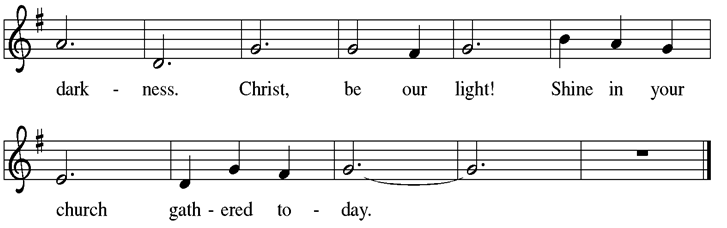 dark - ness. Christ, be our light! Shine in your
church gath - ered to - day.